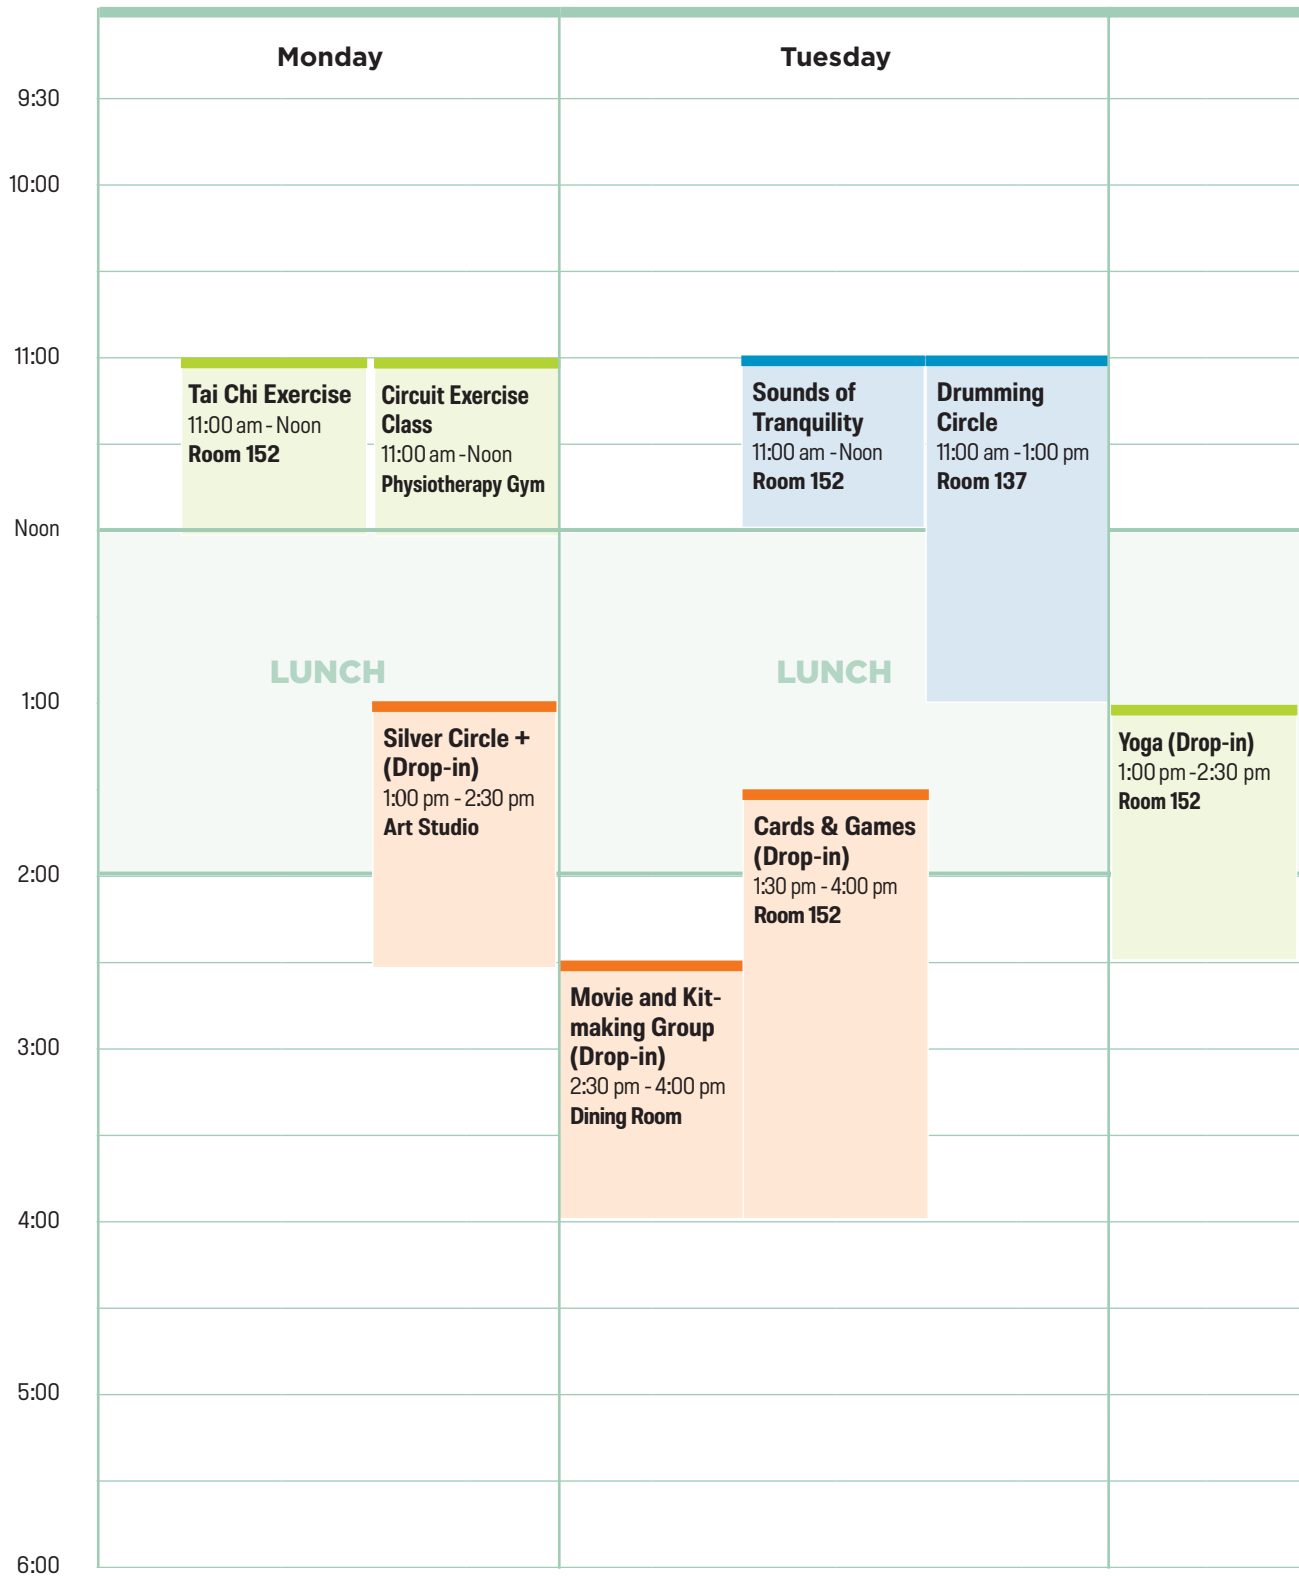 Monday
Tuesday
9:30
10:00
11:00
Tai Chi Exercise
11:00 am - Noon
Room 152
Circuit Exercise
Class
11:00 am - Noon
Physiotherapy Gym
Sounds of
Tranquility
11:00 am - Noon
Room 152
Drumming
Circle
11:00 am - 1:00 pm
Room 137
Noon
LUNCH
LUNCH
1:00
Silver Circle +
(Drop-in)
1:00 pm - 2:30 pm
Art Studio
Cards & Games
(Drop-in)
1:30 pm - 4:00 pm
Room 152
Yoga (Drop-in)
1:00 pm - 2:30 pm
Room 152
2:00
Movie and Kit-
making Group
(Drop-in)
2:30 pm - 4:00 pm
Dining Room
3:00
4:00
5:00
6:00